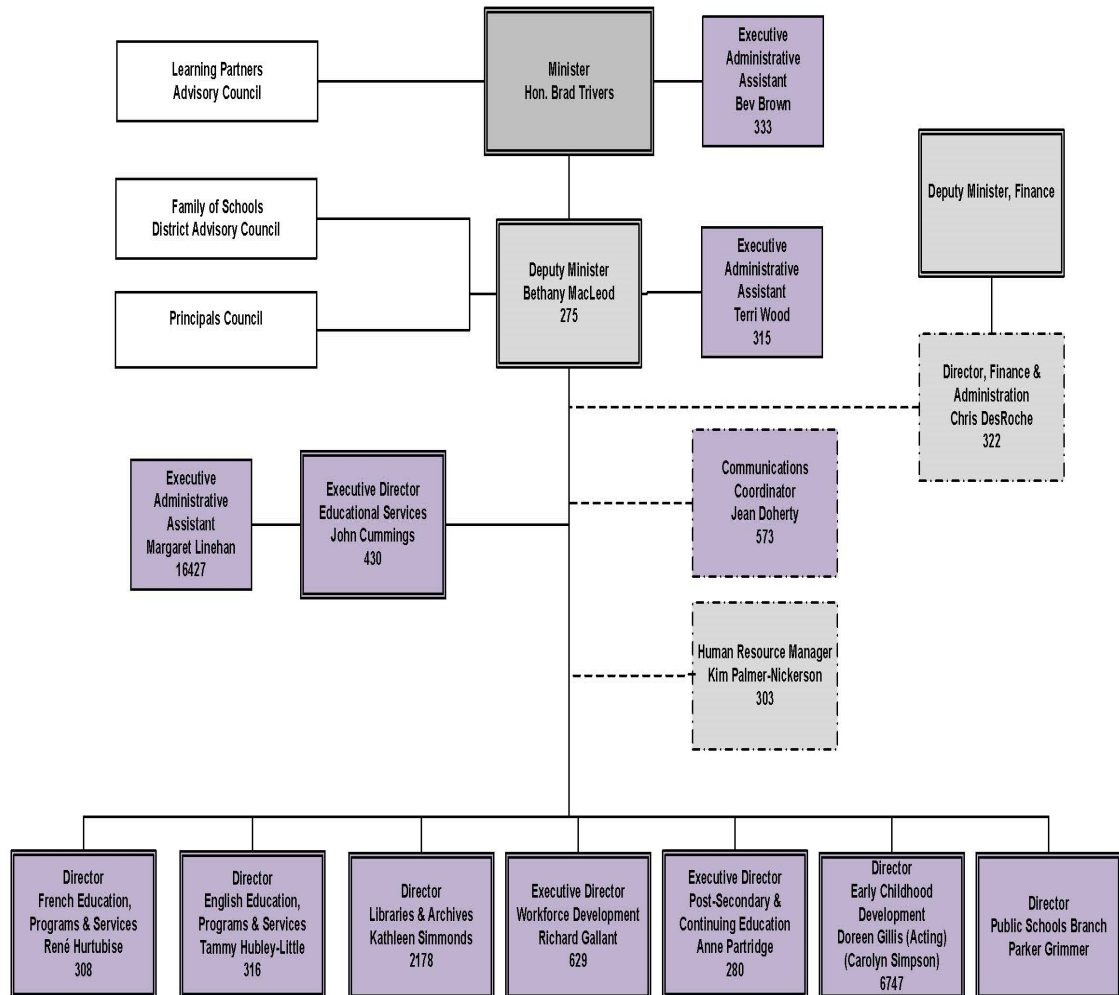 Learning Partners
Advisory Council
Minister
Hon. Brad Trivers
Executive
Administrative
Assistant
Bev Brown
333
Family of Schools
District Advisory Council
Principals Council
Deputy Minister
Bethany MacLeod
275
Executive
Administrative
Assistant
Terri Wood
315
Deputy Minister, Finance
Director, Finance &
Administration
Chris DesRoche
322
Executive
Administrative
Assistant
Margaret Linehan
16427
Executive Director
Educational Services
John Cummings
430
Communications
Coordinator
Jean Doherty
573
Human Resource Manager
Kim Palmer-Nickerson
303
Director
French Education,
Programs & Services
René Hurtubise
308
Director
English Education,
Programs & Services
Tammy Hubley-Little
316
Director
Libraries & Archives
Kathleen Simmonds
2178
Executive Director
Workforce Development
Richard Gallant
629
Executive Director
Post-Secondary &
Continuing Education
Anne Partridge
280
Director
Early Childhood
Development
Doreen Gillis (Acting)
(Carolyn Simpson)
6747
Director
Public Schools Branch
Parker Grimmer